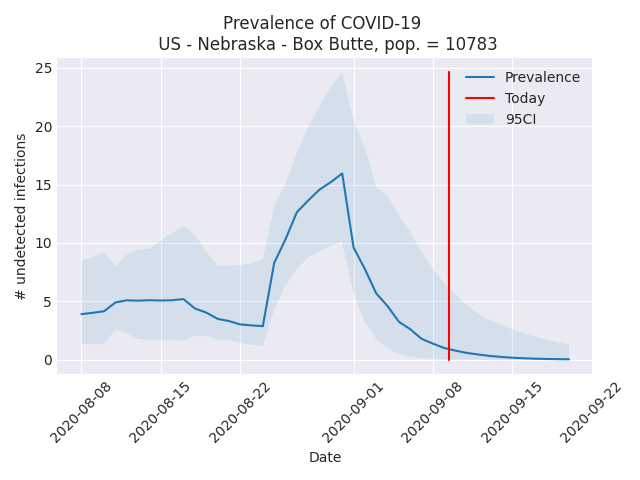 Prevalence of COVID-19
US - Nebraska - Box Butte, pop. = 10783
Prevalence
Today
95CI
# undetected infections
25
20
15
10
5
0
2020-08-08
2020-08-15
2020-08-22
2020-09-01
2020-09-08
2020-09-15
2020-09-22
Date